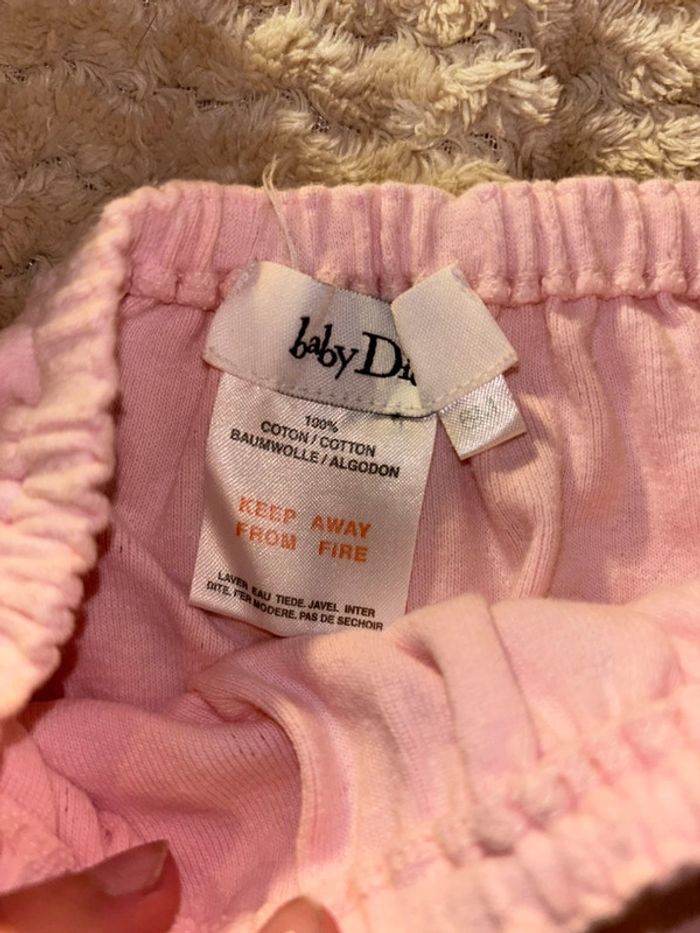 baby Di
100%
COTON / COTTON
BAUMWOLLE / ALGODON
KEEP AWAY
FROM FIRE
LAVER EAU TIEDE. JAVEL INTER
DITE. FER MODERE. PAS DE SECHOIR